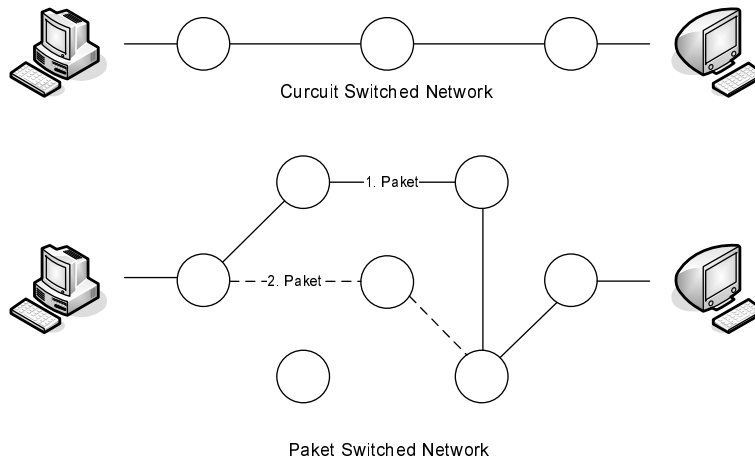 Curcuit Switched Network
1. Paket
2. Paket
Paket Switched Network